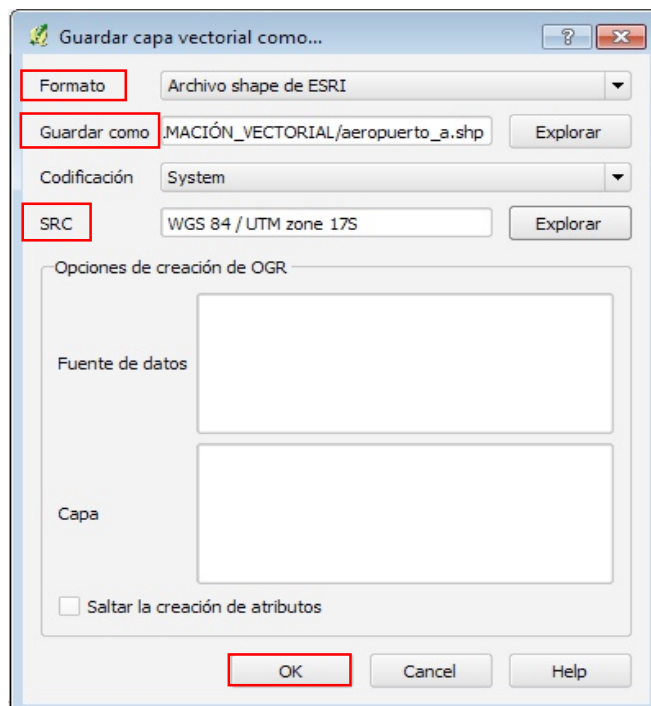 Guardar capa vectorial como...
?
Formato Archivo shape de ESRI
Guardar como .MACIÓN_VECTORIAL/aeropuerto_a.shp Explorar
Codificación System
SRC WGS 84 / UTM zone 17S Explorar
Opciones de creación de OGR
Fuente de datos
Capa
Saltar la creación de atributos
OK Cancel Help